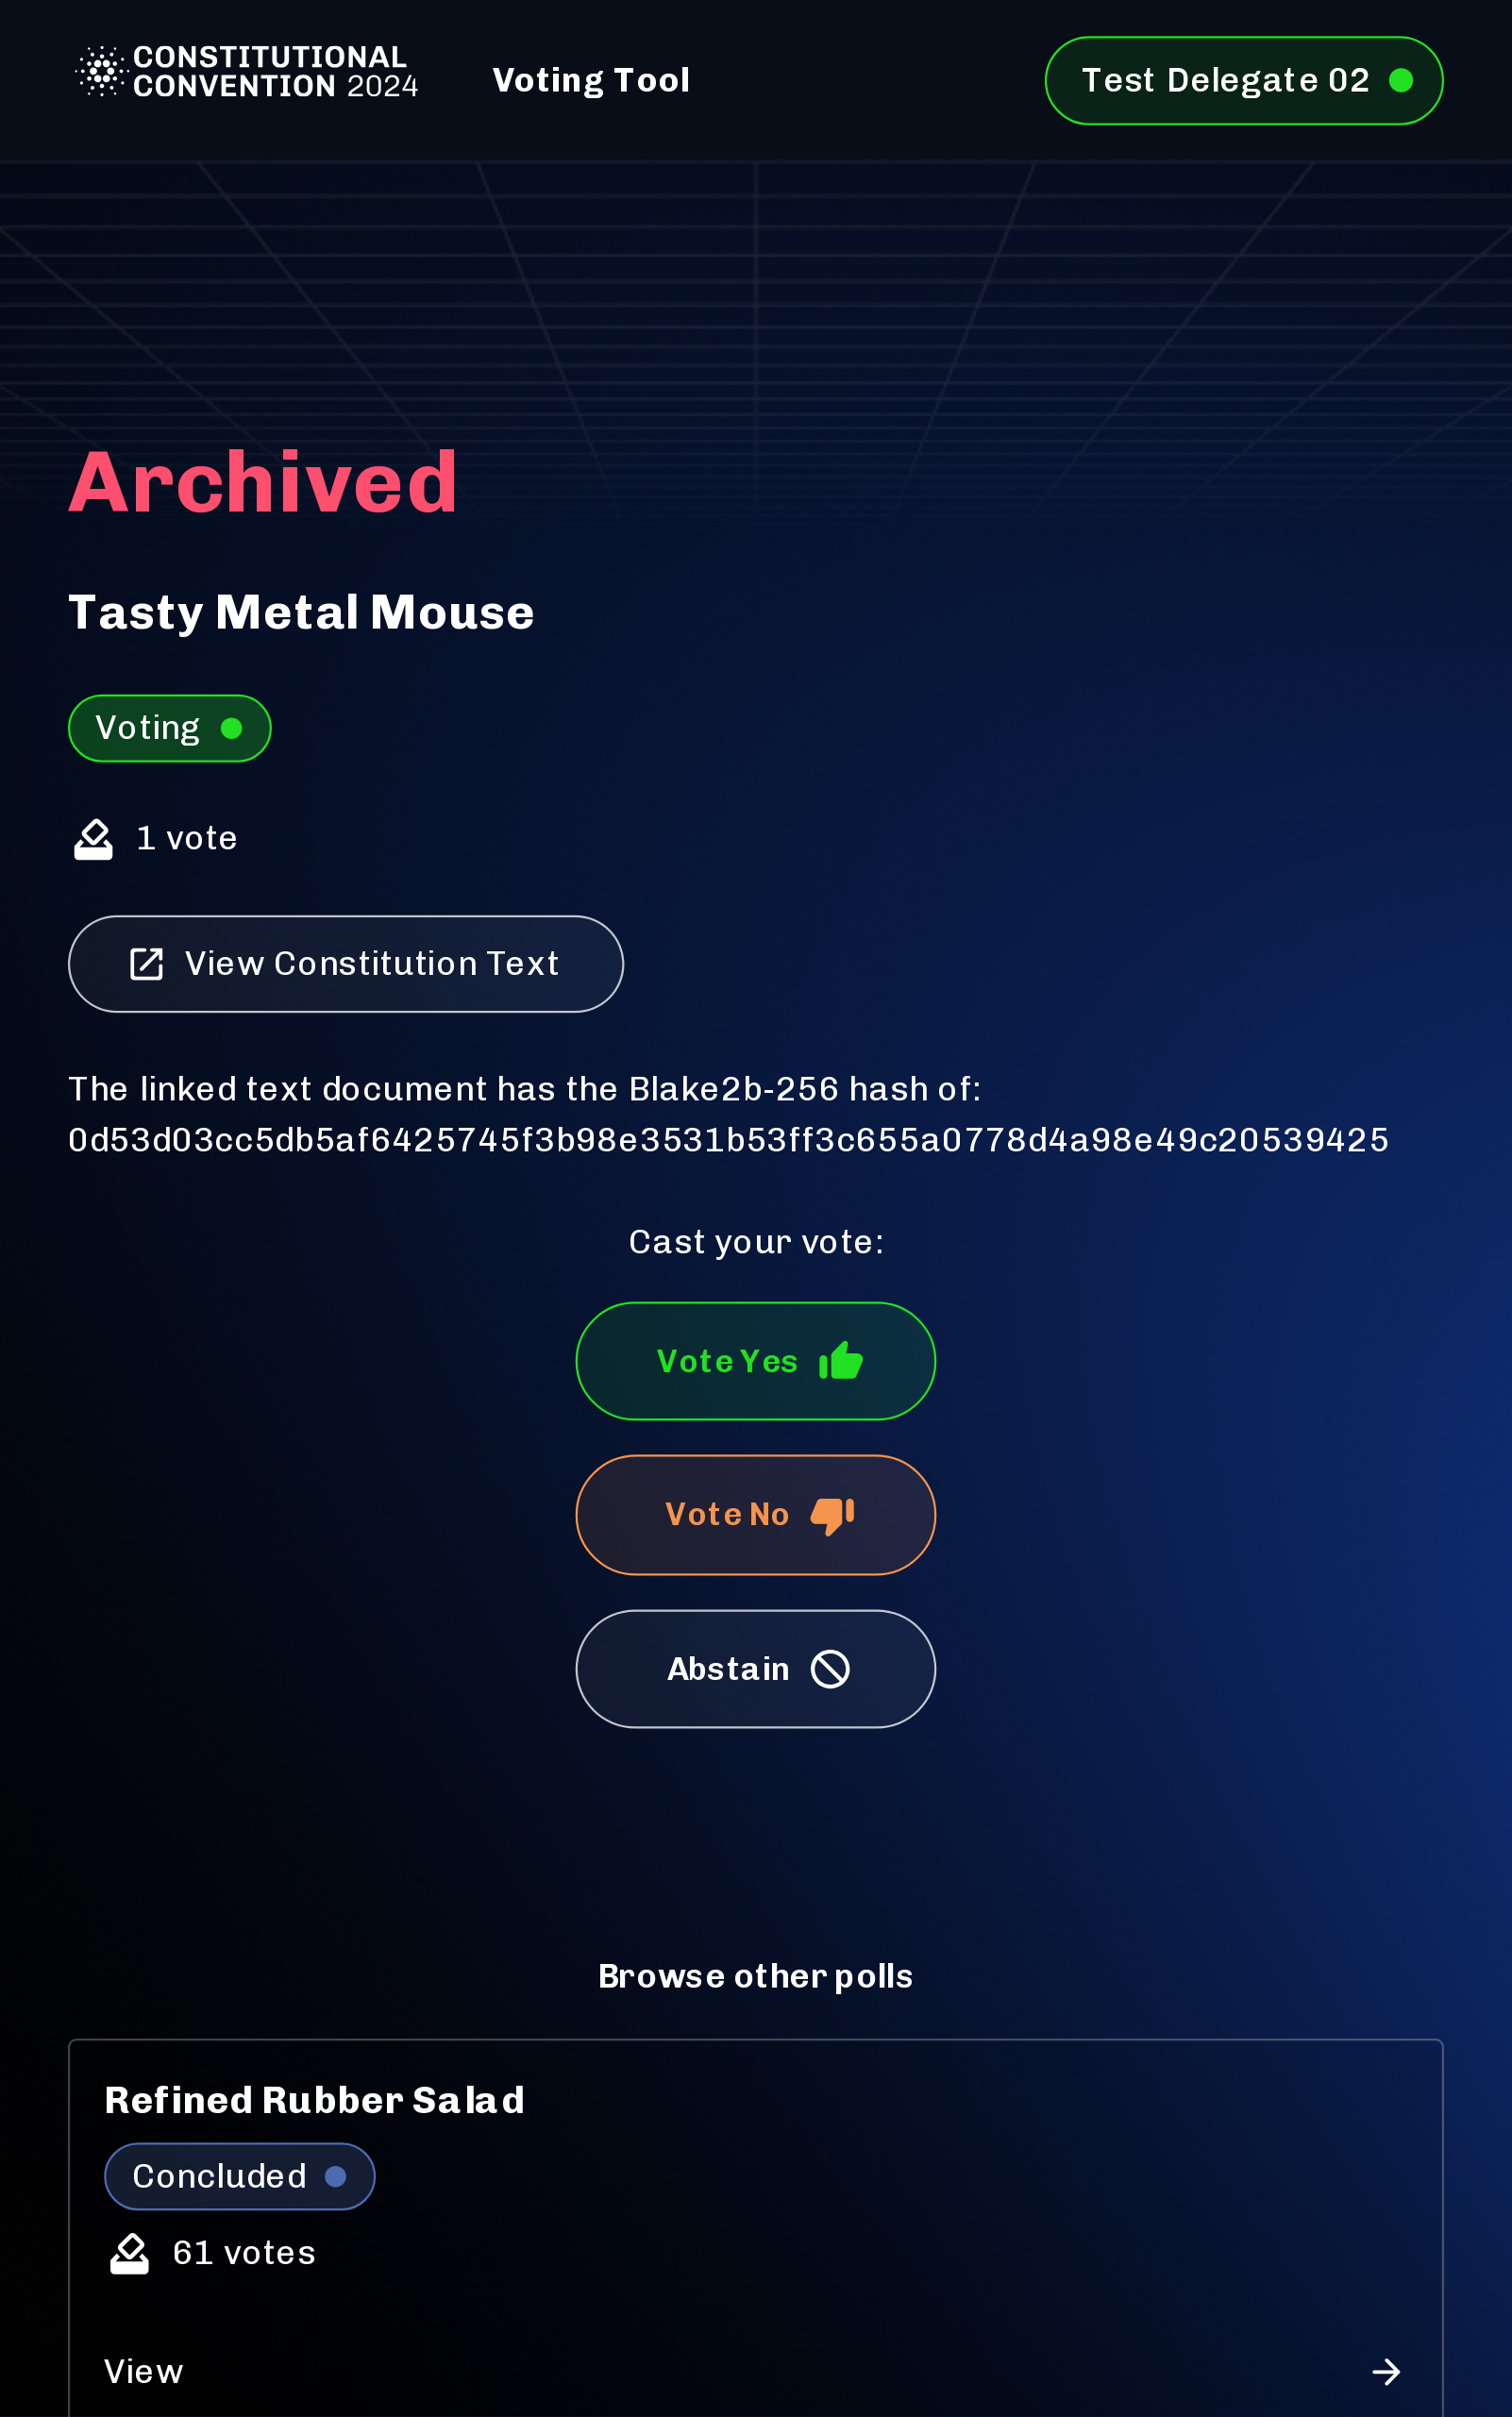 CONSTITUTIONAL
CONVENTION 2024
Voting Tool
Test Delegate 02
Archived
Tasty Metal Mouse
Voting
1 vote
View Constitution Text
The linked text document has the Blake2b-256 hash of:
0d53d03cc5db5af6425745f3b98e3531b53ff3c655a0778d4a98e49c20539425
Cast your vote:
Vote Yes
Vote No
Abstain
Browse other polls
Refined Rubber Salad
Concluded
61 votes
View